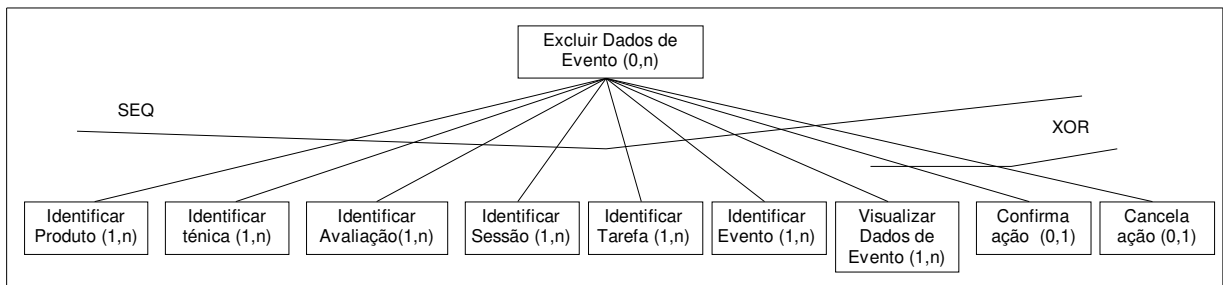 Excluir Dados de
Evento (0,n)
SEQ
XOR
Identificar
Produto (1,n)
Identificar
ténica (1,n)
Identificar
Avaliação(1,n)
Identificar
Sessão (1,n)
Identificar
Tarefa (1,n)
Identificar
Evento (1,n)
Visualizar
Dados de
Evento (1,n)
Confirma
ação (0,1)
Cancela
ação (0,1)